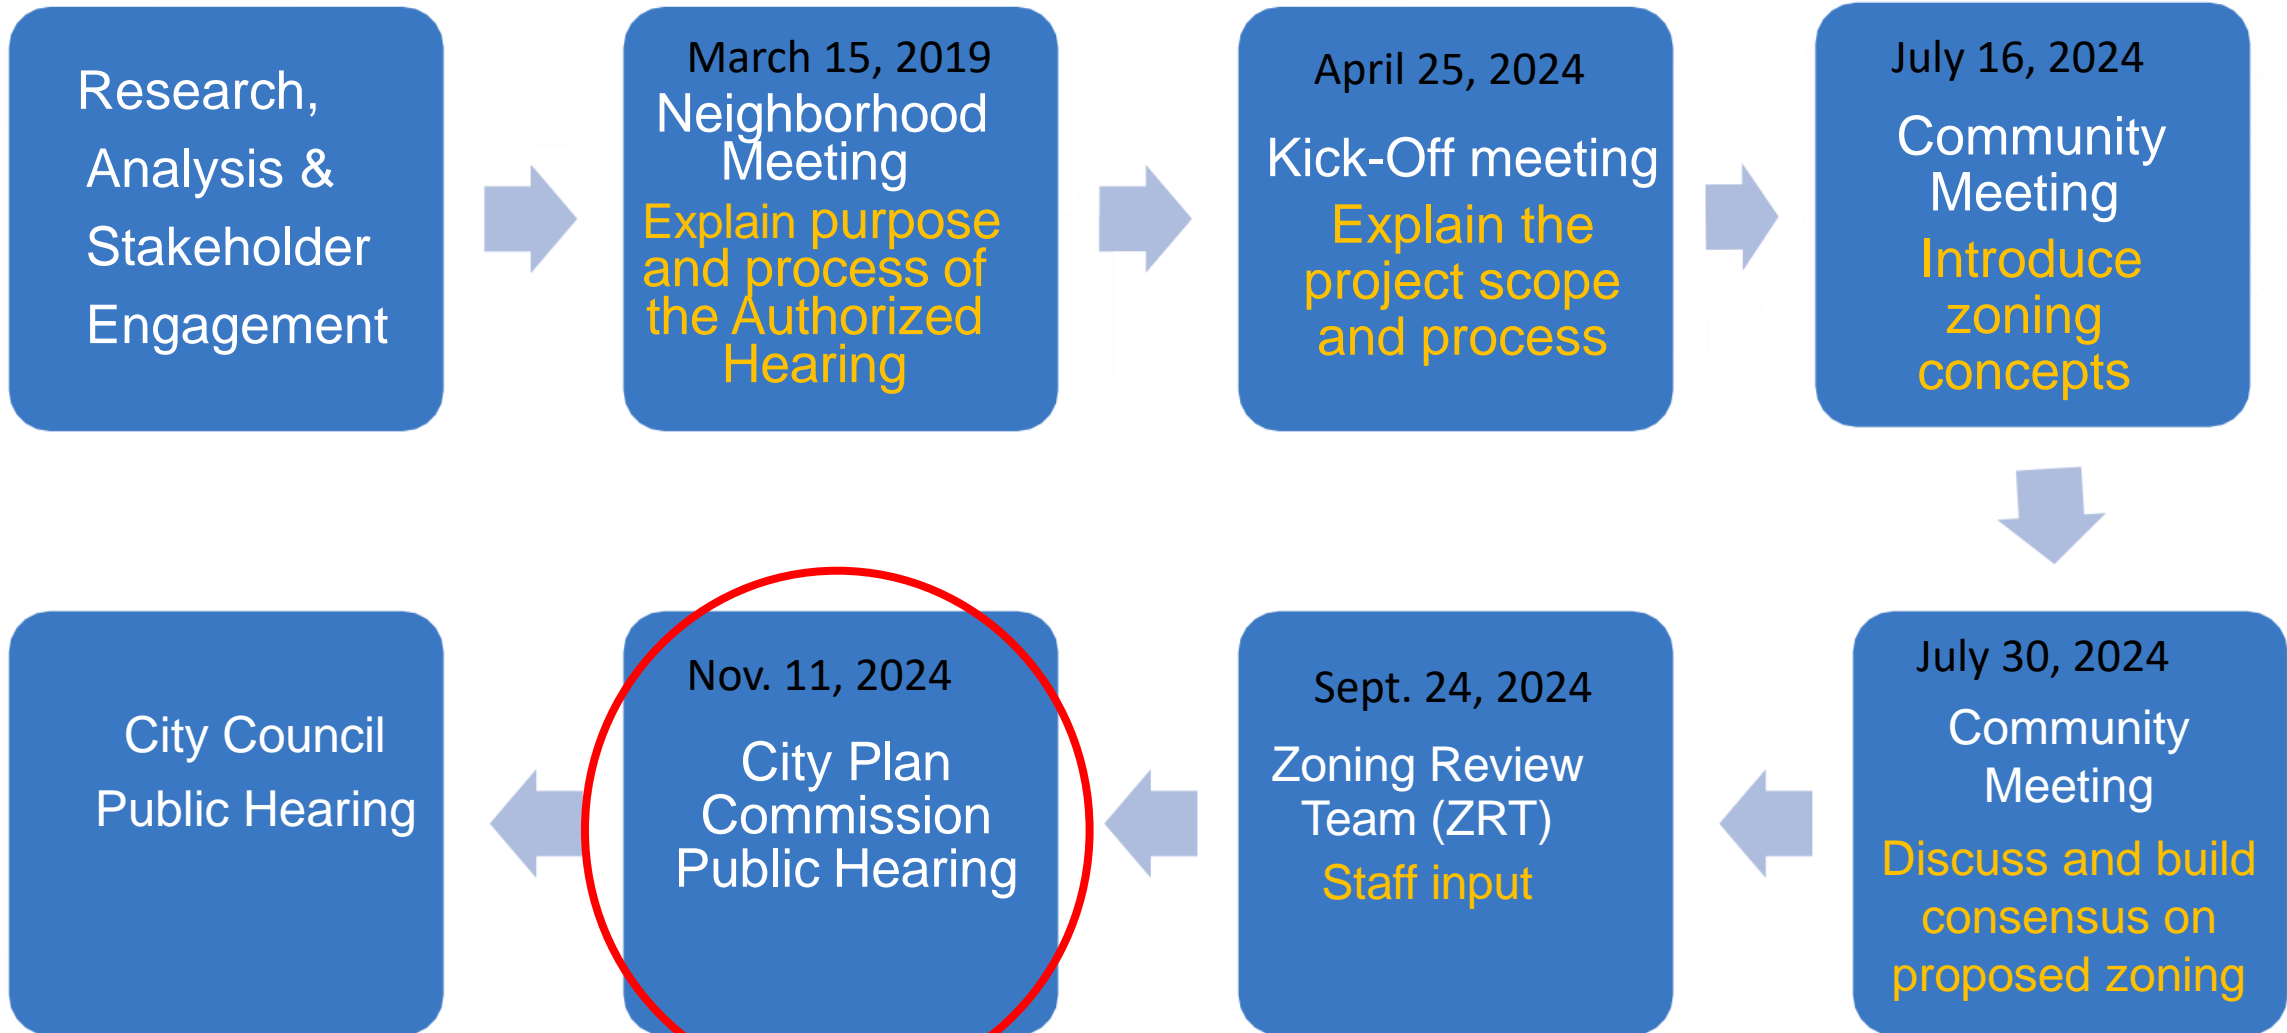 Research,
Analysis &
Stakeholder
Engagement
March 15, 2019
Neighborhood
Meeting
Explain purpose
and process of
the Authorized
Hearing
April 25, 2024
Kick-Off meeting
Explain the
project scope
and process
July 16, 2024
Community
Meeting
Introduce
zoning
concepts
July 30, 2024
Community
Meeting
Discuss and build
consensus on
proposed zoning
Sept. 24, 2024
Zoning Review
Team (ZRT)
Staff input
Nov. 11, 2024
City Plan
Commission
Public Hearing
City Council
Public Hearing